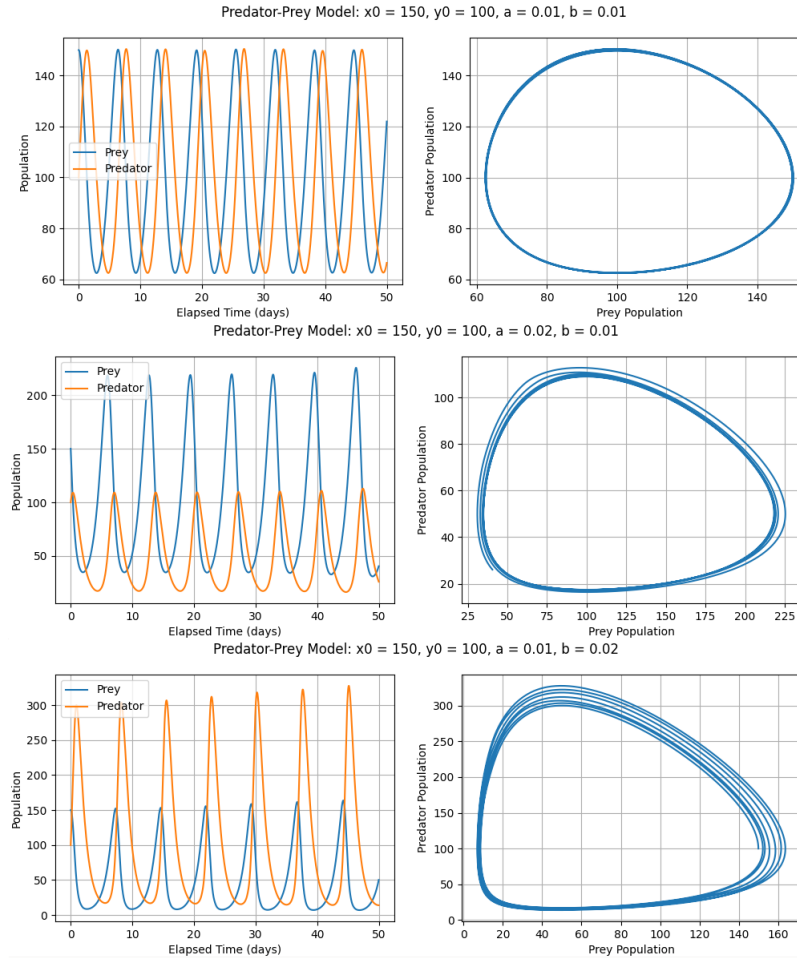 Predator-Prey Model: x0 = 150, y0 = 100, a = 0.01, b = 0.01
Population
140
120
100
80
60
Prey
Predator
0 10 20 30 40 50
Elapsed Time (days)
Predator Population
140
120
100
80
60
60 80 100 120 140
Prey Population
Predator-Prey Model: x0 = 150, y0 = 100, a = 0.02, b = 0.01
Population
200
150
100
50
Prey
Predator
0 10 20 30 40 50
Elapsed Time (days)
Predator Population
100
80
60
40
20
25 50 75 100 125 150 175 200 225
Prey Population
Predator-Prey Model: x0 = 150, y0 = 100, a = 0.01, b = 0.02
Population
300
250
200
150
100
50
0
Prey
Predator
0 10 20 30 40 50
Elapsed Time (days)
Predator Population
300
250
200
150
100
50
0
0 20 40 60 80 100 120 140 160
Prey Population